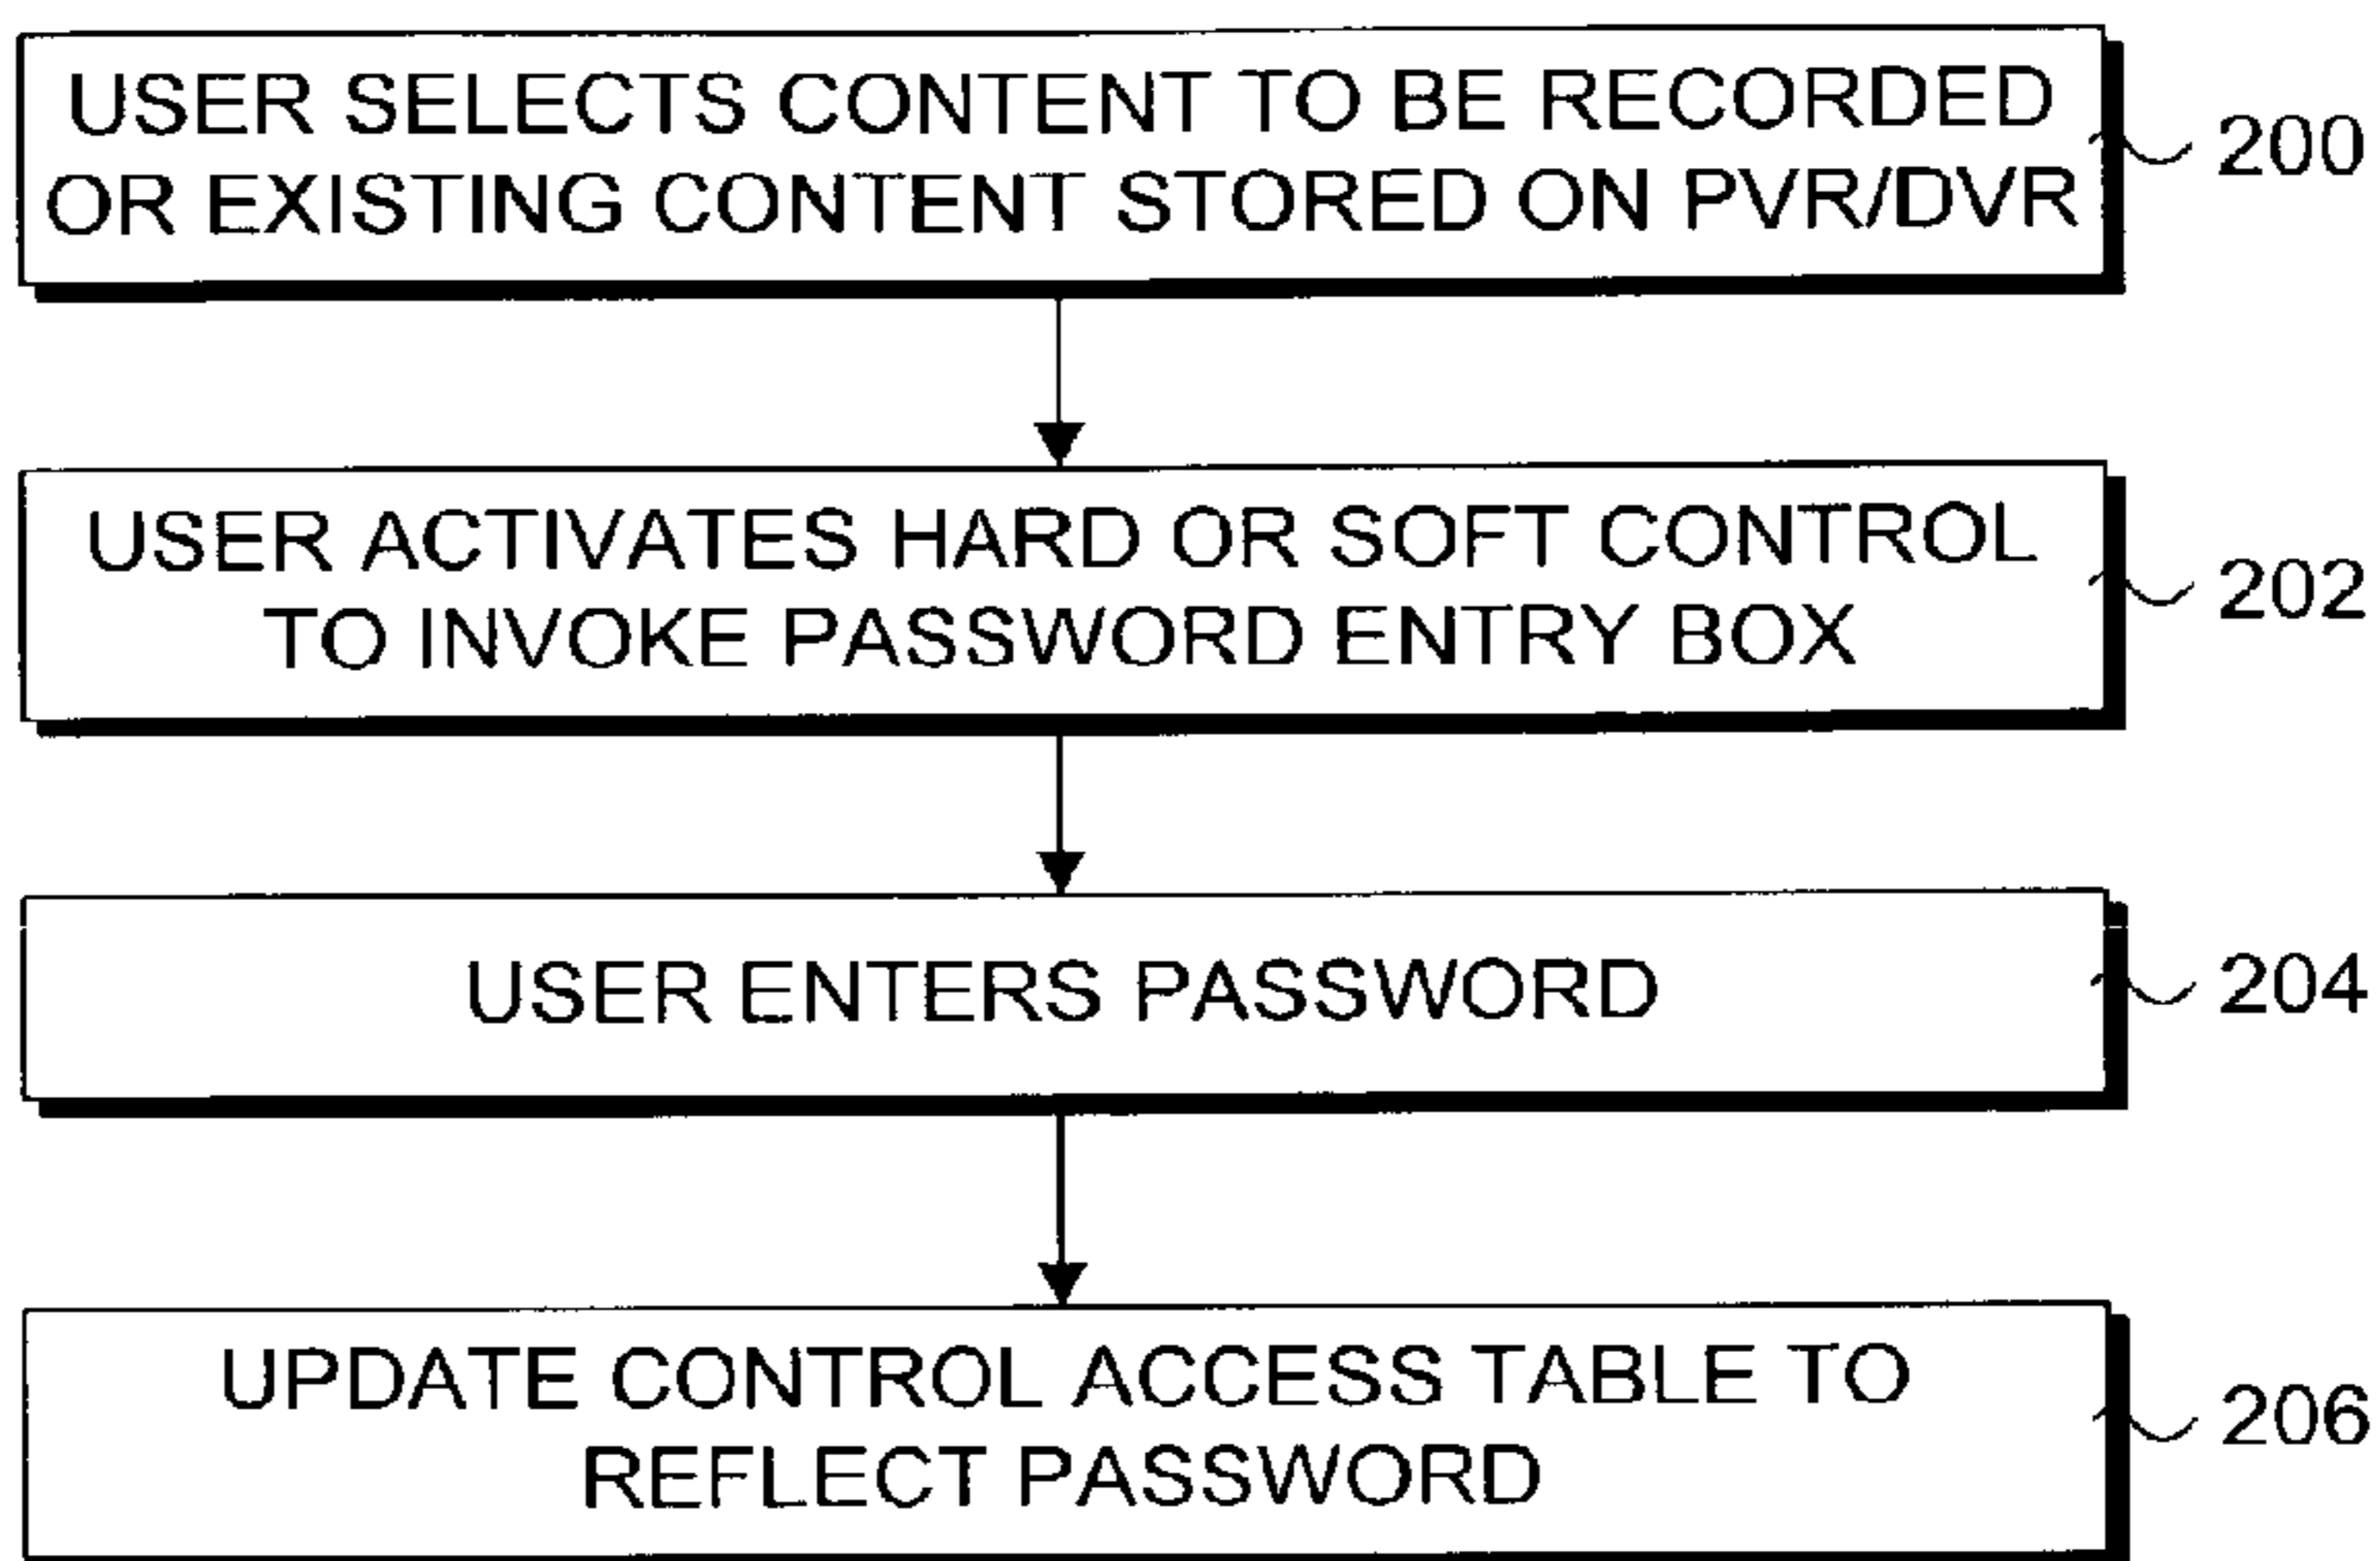 USER SELECTS CONTENT TO BE RECORDED
OR EXISTING CONTENT STORED ON PVR/DVR
200
USER ACTIVATES HARD OR SOFT CONTROL
TO INVOKE PASSWORD ENTRY BOX
202
USER ENTERS PASSWORD
204
UPDATE CONTROL ACCESS TABLE TO
REFLECT PASSWORD
206